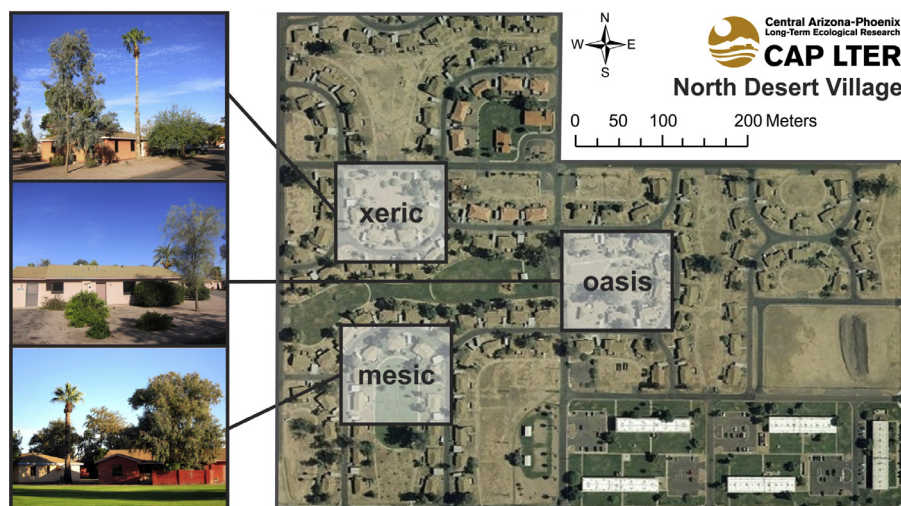 Central Arizona-Phoenix
Long-Term Ecological Research
CAP LTER
North Desert Village
N
W E
S
0 50 100 200 Meters
xeric
oasis
mesic